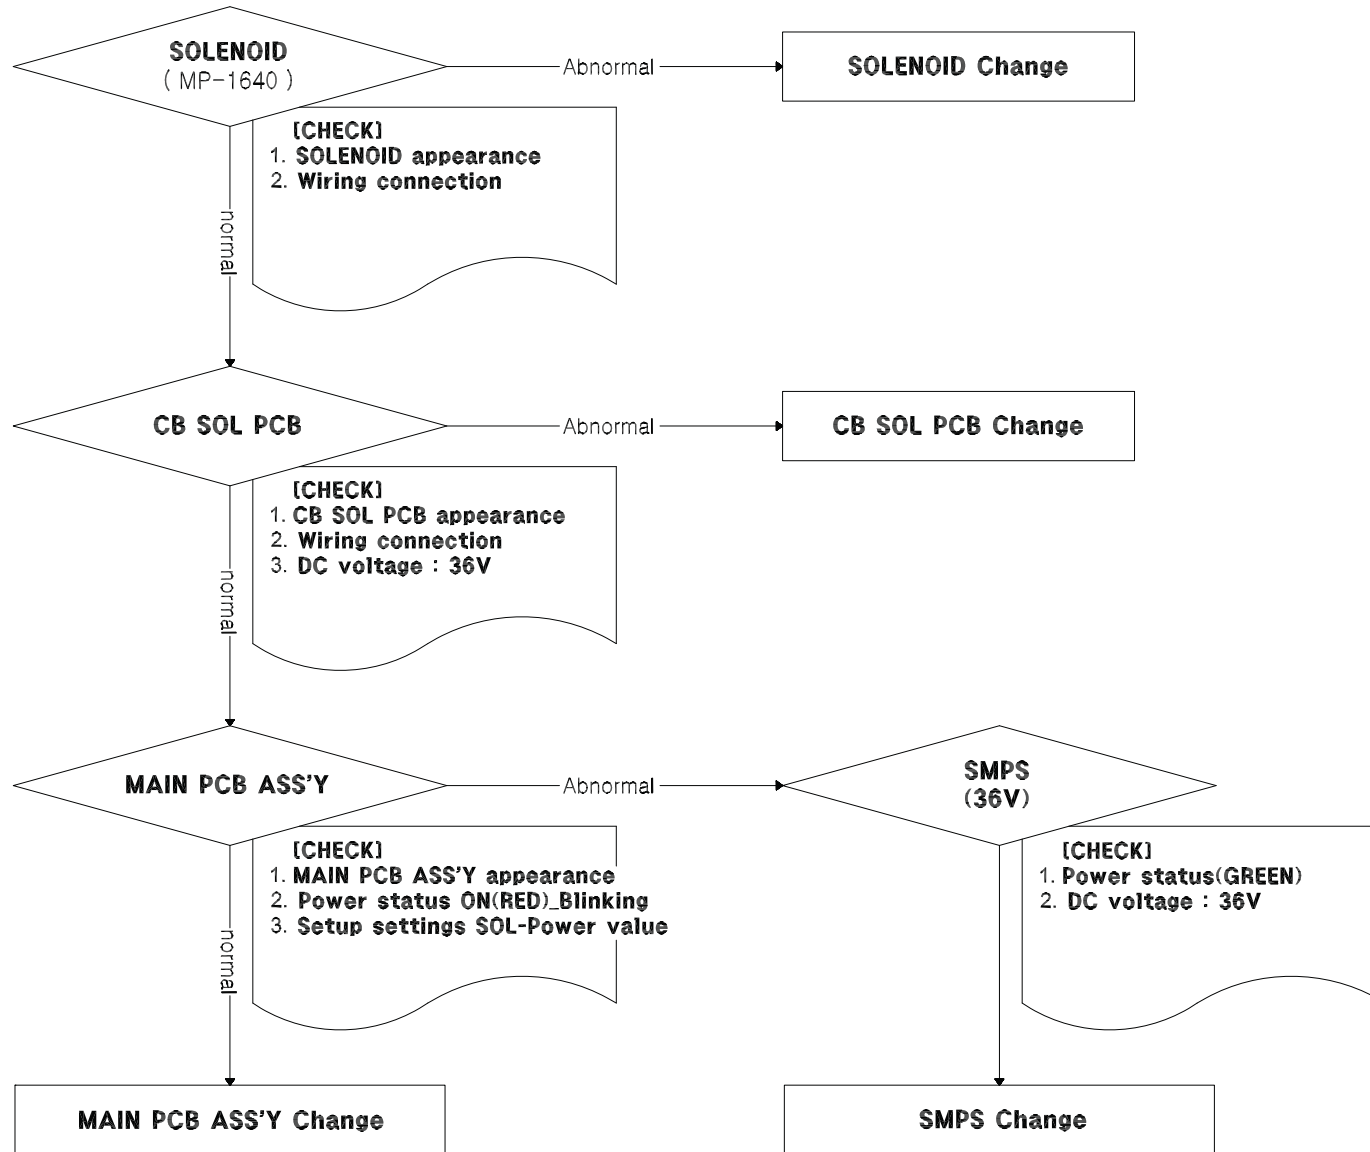 SOLENOID
( MP-1640 )
Abnormal
SOLENOID Change
[CHECK]
1. SOLENOID appearance
2. Wiring connection
normal
CB SOL PCB
Abnormal
CB SOL PCB Change
[CHECK]
1. CB SOL PCB appearance
2. Wiring connection
3. DC voltage : 36V
normal
MAIN PCB ASS'Y
Abnormal
SMPS
(36V)
[CHECK]
1. MAIN PCB ASS'Y appearance
2. Power status ON(RED)_Blinking
3. Setup settings SOL-Power value
[CHECK]
1. Power status(GREEN)
2. DC voltage : 36V
normal
MAIN PCB ASS'Y Change
SMPS Change